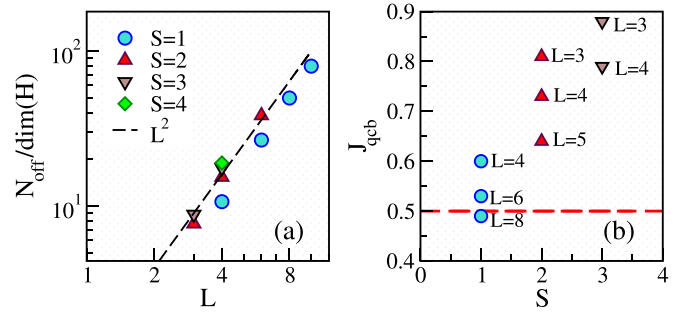 10²
10¹
N_off/dim(H)
S=1
S=2
S=3
S=4
L²
(a)
1
2
4
8
L
0.9
0.8
0.7
0.6
0.5
0.4
J_qcb
L=3
L=3
L=4
L=4
L=5
L=4
L=6
L=8
(b)
0
1
2
3
4
S